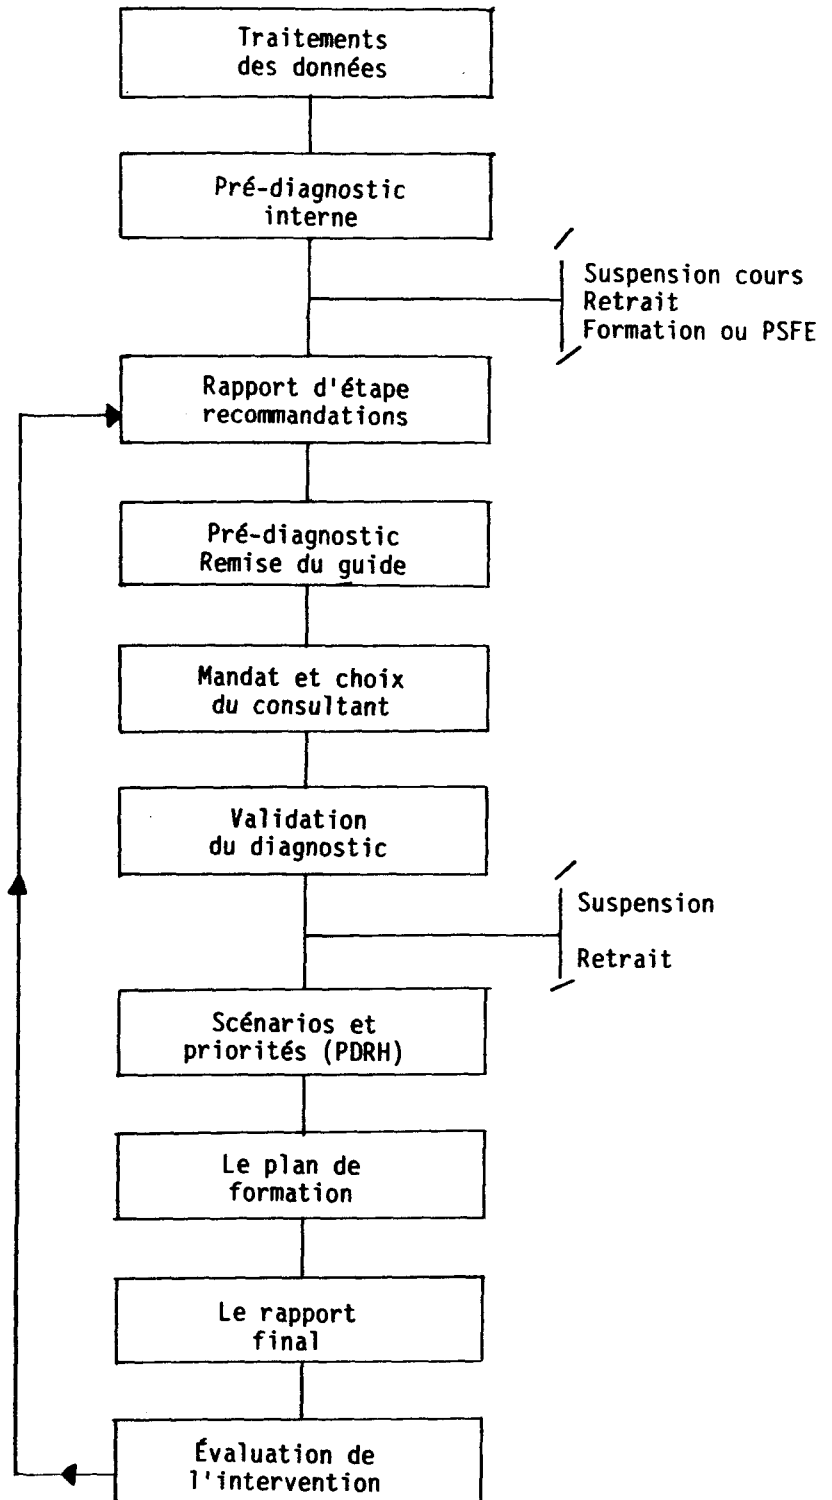 Traitements
des données
Pré-diagnostic
interne
Suspension cours
Retrait
Formation ou PSFE
Rapport d'étape
recommandations
Pré-diagnostic
Remise du guide
Mandat et choix
du consultant
Validation
du diagnostic
Suspension
Retrait
Scénarios et
priorités (PDRH)
Le plan de
formation
Le rapport
final
Évaluation de
l'intervention